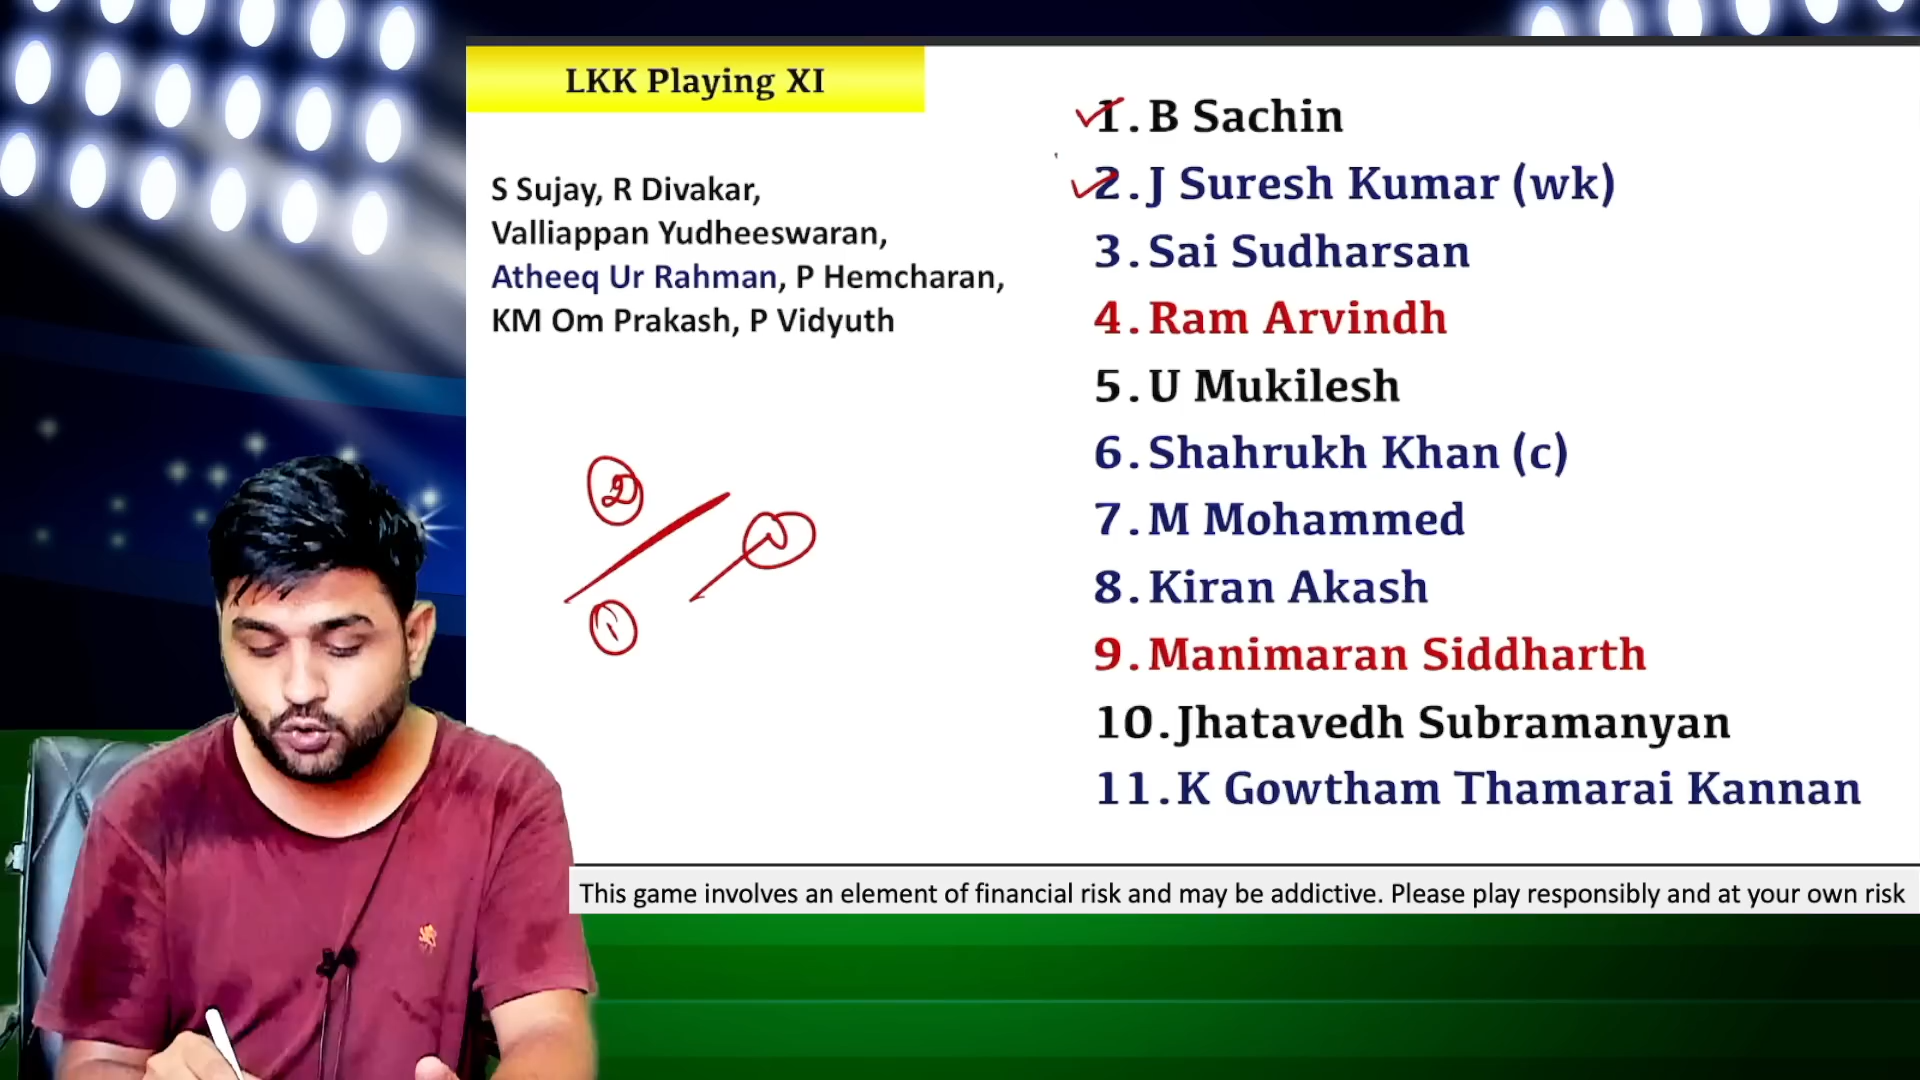 LKK Playing XI
S Sujay, R Divakar,
Valliappan Yudheeswaran,
Atheeq Ur Rahman, P Hemcharan,
KM Om Prakash, P Vidyuth
1. B Sachin
2. J Suresh Kumar (wk)
3. Sai Sudharsan
4. Ram Arvindh
5. U Mukilesh
6. Shahrukh Khan (c)
7. M Mohammed
8. Kiran Akash
9. Manimaran Siddharth
10. Jhatavedh Subramanyan
11. K Gowtham Thamarai Kannan
2
1
This game involves an element of financial risk and may be addictive. Please play responsibly and at your own risk